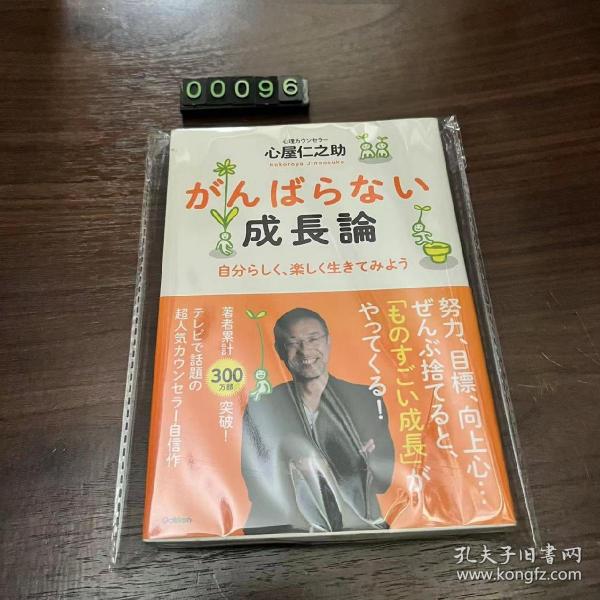 00096
心理カウンセラー
心屋仁之助
Kokoroya Jinnosuke
がんばらない
成長論
自分らしく、楽しく生きてみよう
努力、目標、向上心…
ぜんぶ捨てると、
「ものすごい成長」が
やってくる!
著者累計
300
万部
突破!
テレビで話題の
超人気カウンセラー自信作
Gakken
孔夫子旧书网
www.kongfz.com